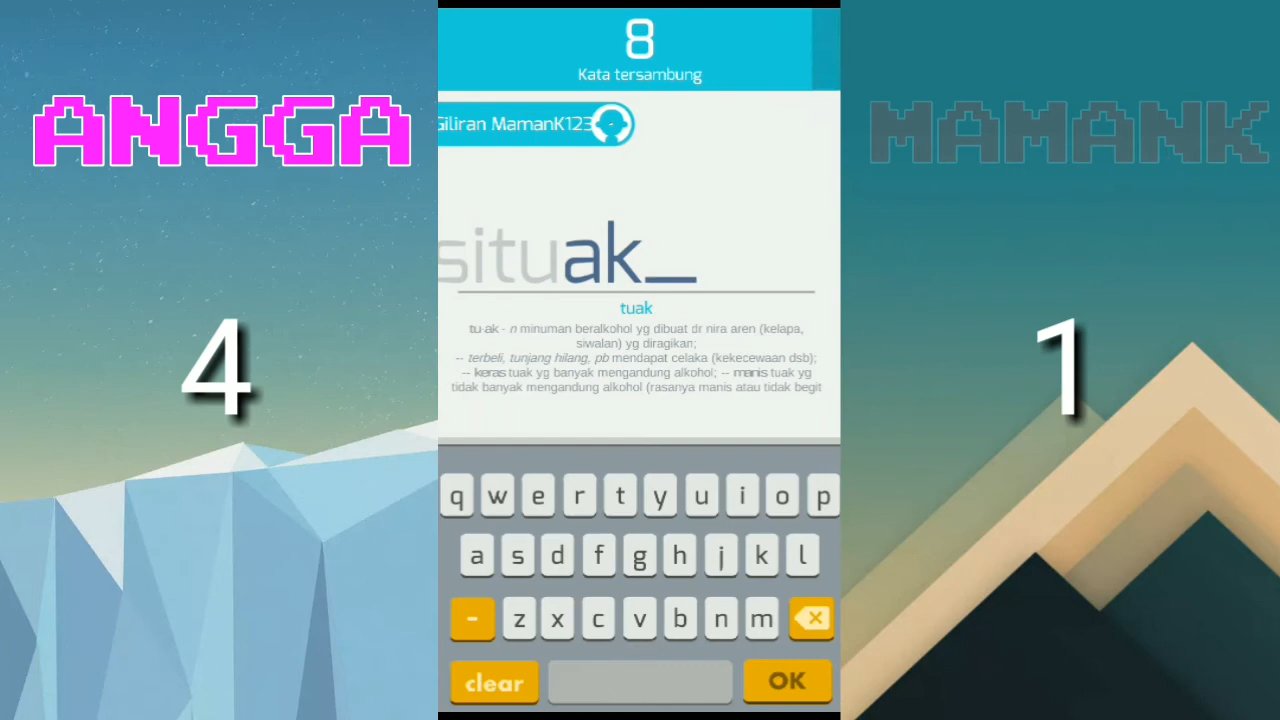 ANGGA
4
8
Kata tersambung
Giliran MamanK123
situak_
tuak
tu·ak - n minuman beralkohol yg dibuat dr nira aren (kelapa,
siwalan) yg diragikan;
-- terbeli, tunjang hilang, pb mendapat celaka (kekecewaan dsb);
-- keras tuak yg banyak mengandung alkohol; -- manis tuak yg
tidak banyak mengandung alkohol (rasanya manis atau tidak begit
q w e r t y u i o p
a s d f g h j k l
- z x c v b n m
clear OK
MAMANK
1